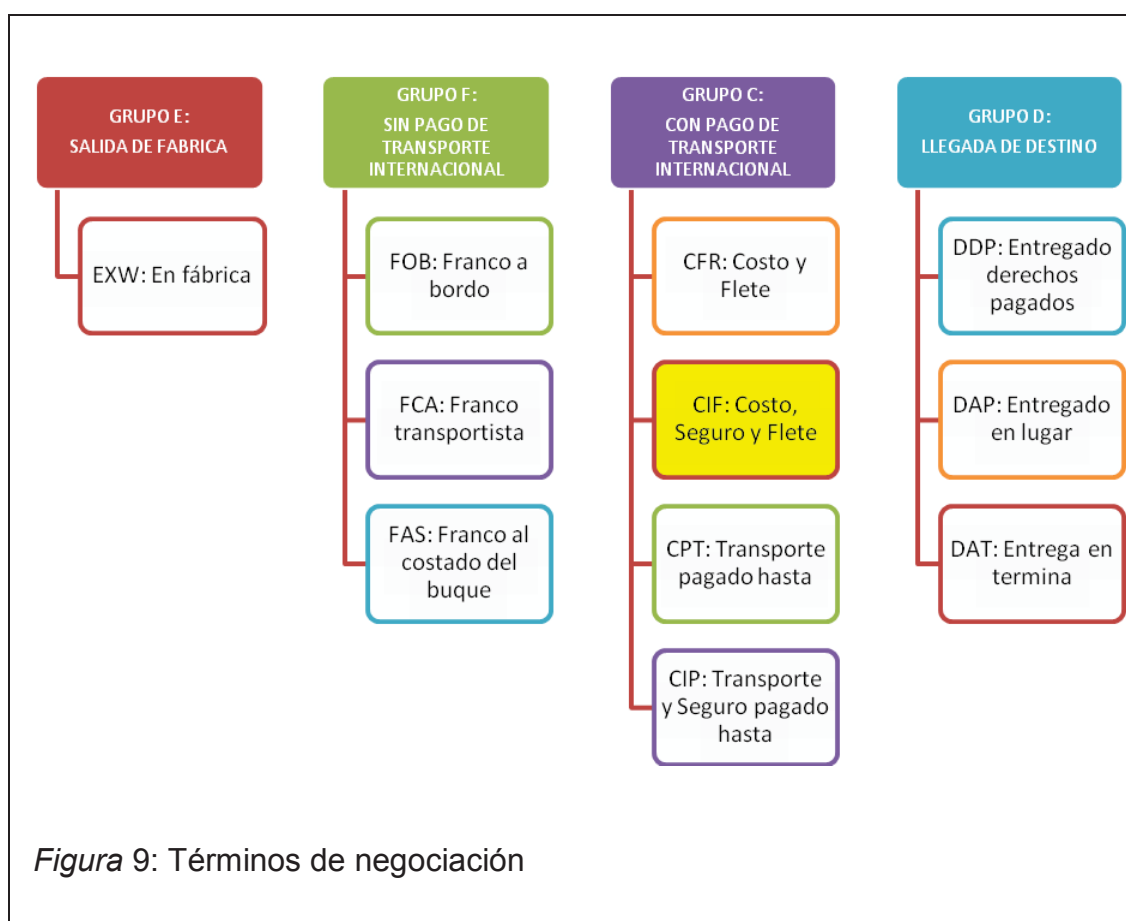 GRUPO E:
SALIDA DE FABRICA
EXW: En fábrica
GRUPO F:
SIN PAGO DE
TRANSPORTE
INTERNACIONAL
FOB: Franco a
bordo
FCA: Franco
transportista
FAS: Franco al
costado del
buque
GRUPO C:
CON PAGO DE
TRANSPORTE
INTERNACIONAL
CFR: Costo y
Flete
CIF: Costo,
Seguro y Flete
CPT: Transporte
pagado hasta
CIP: Transporte
y Seguro pagado
hasta
GRUPO D:
LLEGADA DE DESTINO
DDP: Entregado
derechos
pagados
DAP: Entregado
en lugar
DAT: Entrega en
termina
Figura 9: Términos de negociación